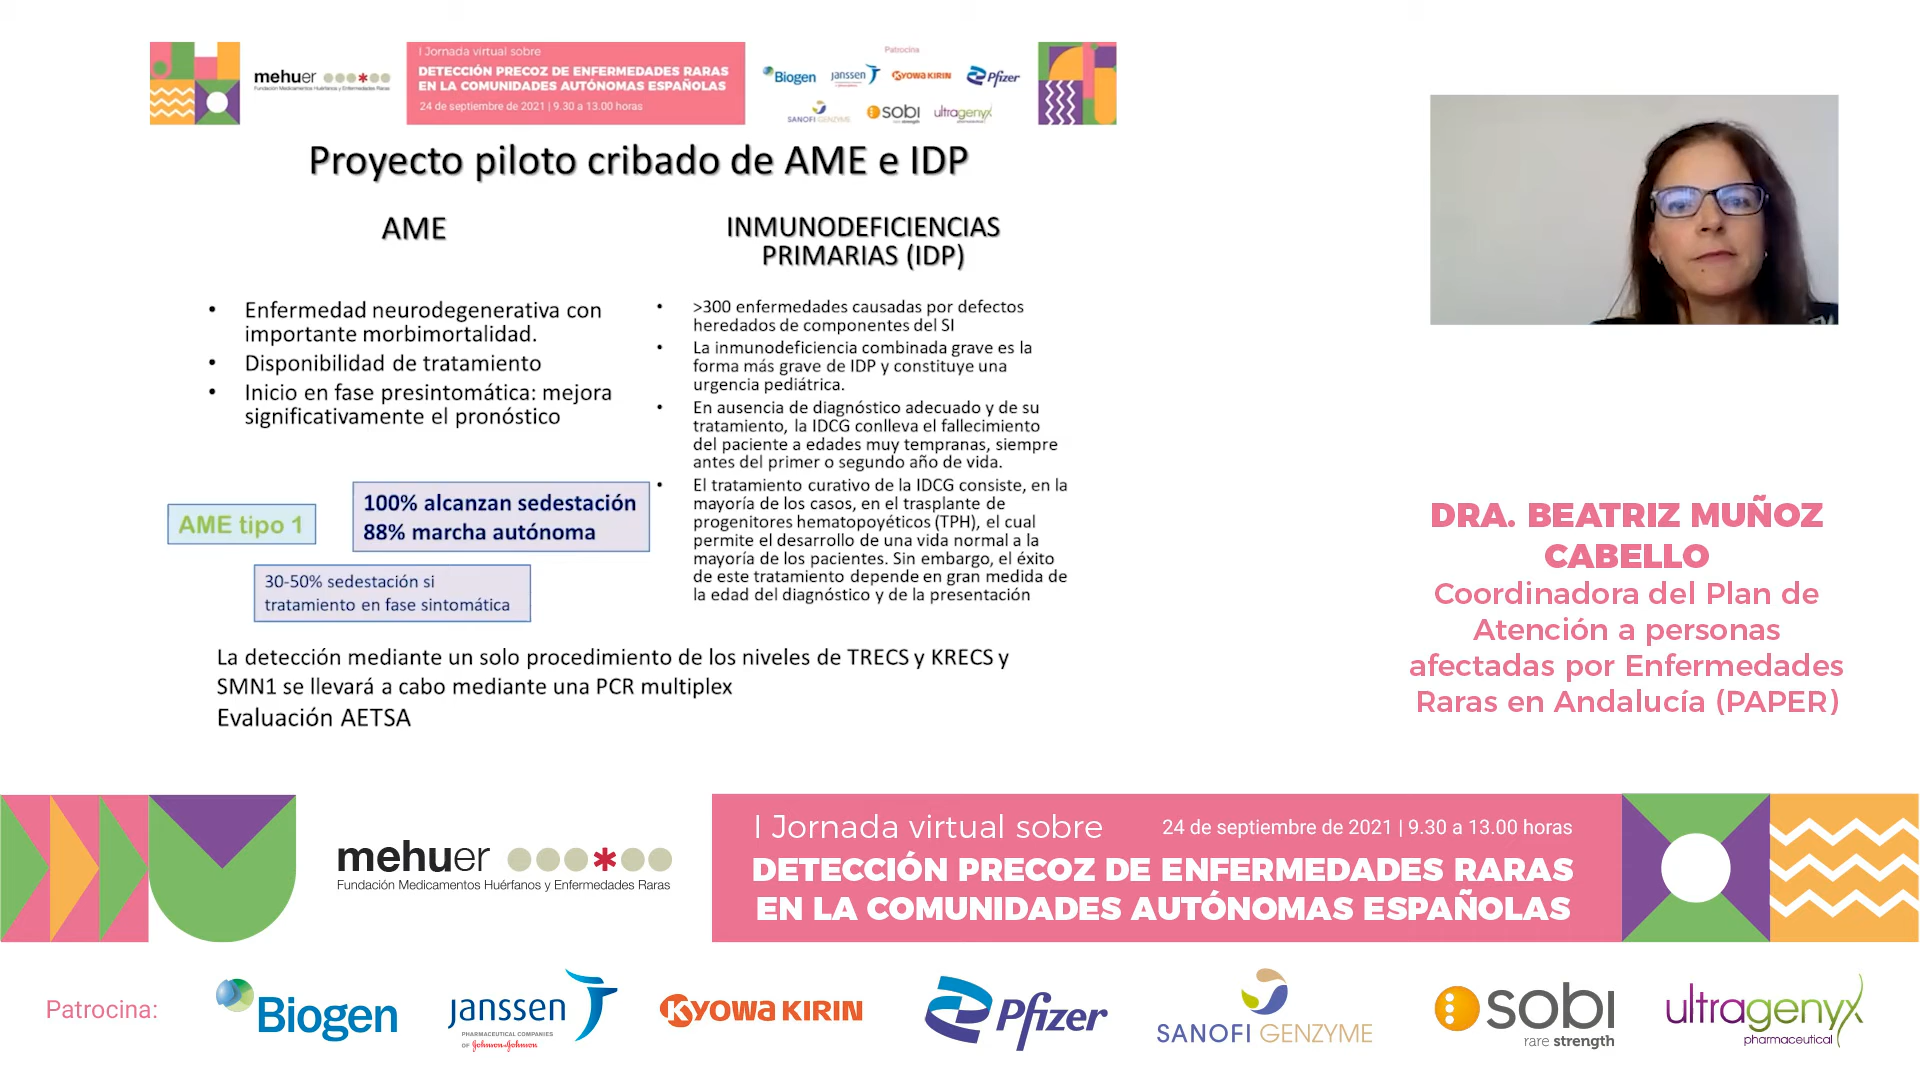 mehuer
Fundación Medicamentos Huérfanos y Enfermedades Raras
I Jornada virtual sobre
DETECCIÓN PRECOZ DE ENFERMEDADES RARAS
EN LA COMUNIDADES AUTÓNOMAS ESPAÑOLAS
24 de septiembre de 2021 | 9.30 a 13.00 horas
Patrocina
Biogen
janssen
KYOWA KIRIN
Pfizer
SANOFI GENZYME
sobi
rare strength
ultragenyx
pharmaceutical
Proyecto piloto cribado de AME e IDP
AME
• Enfermedad neurodegenerativa con
importante morbimortalidad.
• Disponibilidad de tratamiento
• Inicio en fase presintomática: mejora
significativamente el pronóstico
AME tipo 1
100% alcanzan sedestación
88% marcha autónoma
30-50% sedestación si
tratamiento en fase sintomática
INMUNODEFICIENCIAS
PRIMARIAS (IDP)
• >300 enfermedades causadas por defectos
heredados de componentes del SI
• La inmunodeficiencia combinada grave es la
forma más grave de IDP y constituye una
urgencia pediátrica.
• En ausencia de diagnóstico adecuado y de su
tratamiento, la IDCG conlleva el fallecimiento
del paciente a edades muy tempranas, siempre
antes del primer o segundo año de vida.
• El tratamiento curativo de la IDCG consiste, en la
mayoría de los casos, en el trasplante de
progenitores hematopoyéticos (TPH), el cual
permite el desarrollo de una vida normal a la
mayoría de los pacientes. Sin embargo, el éxito
de este tratamiento depende en gran medida de
la edad del diagnóstico y de la presentación
La detección mediante un solo procedimiento de los niveles de TRECS y KRECS y
SMN1 se llevará a cabo mediante una PCR multiplex
Evaluación AETSA
DRA. BEATRIZ MUÑOZ
CABELLO
Coordinadora del Plan de
Atención a personas
afectadas por Enfermedades
Raras en Andalucía (PAPER)
mehuer
Fundación Medicamentos Huérfanos y Enfermedades Raras
I Jornada virtual sobre
24 de septiembre de 2021 | 9.30 a 13.00 horas
DETECCIÓN PRECOZ DE ENFERMEDADES RARAS
EN LA COMUNIDADES AUTÓNOMAS ESPAÑOLAS
Patrocina:
Biogen
janssen
PHARMACEUTICAL COMPANIES
OF Johnson & Johnson
KYOWA KIRIN
Pfizer
SANOFI GENZYME
sobi
rare strength
ultragenyx
pharmaceutical